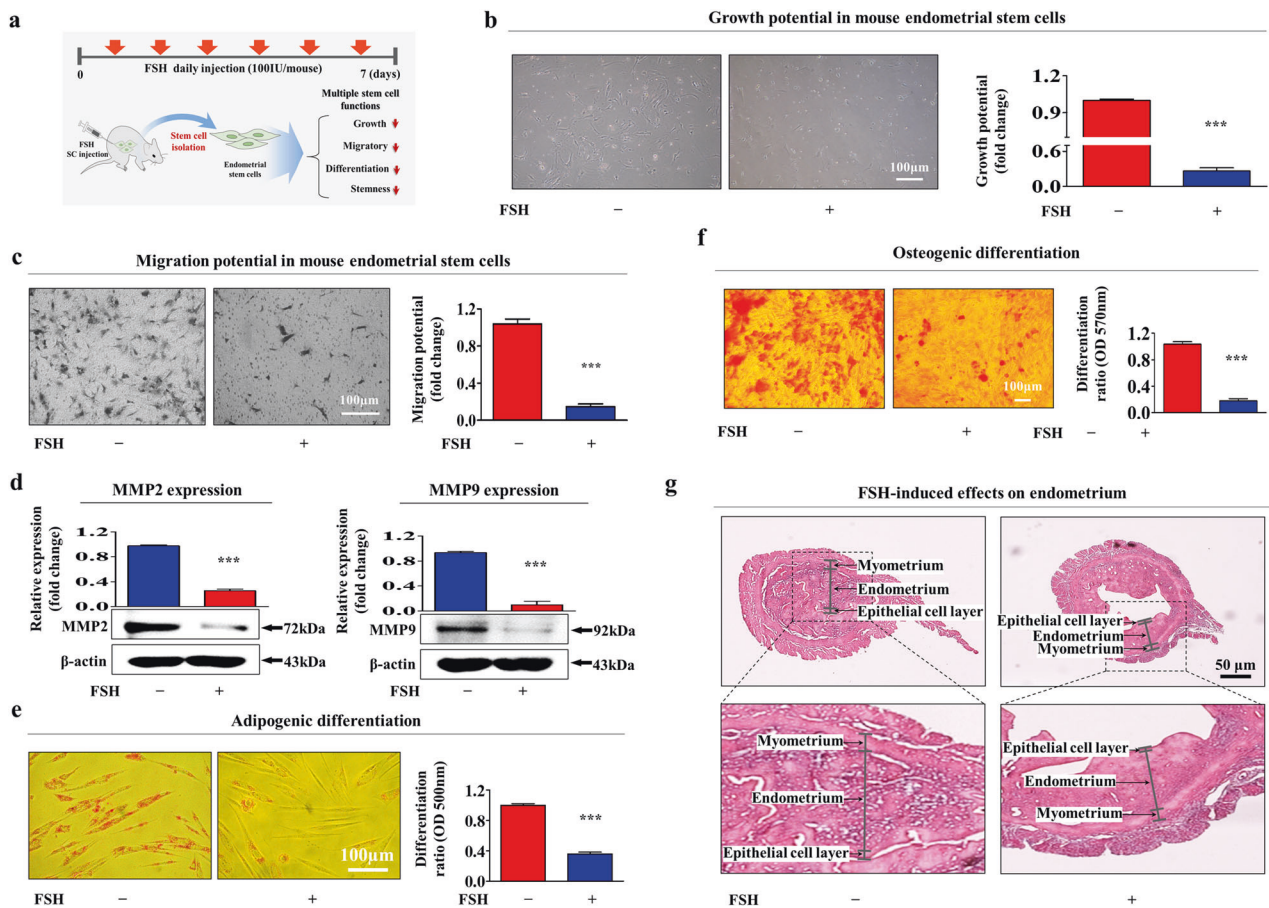 a
0
FSH daily injection (100IU/mouse)
7 (days)
Multiple stem cell
functions
Growth
Migratory
Differentiation
Stemness
FSH
SC injection
Stem cell
isolation
Endometrial
stem cells
b
Growth potential in mouse endometrial stem cells
100μm
FSH
−
+
Growth potential
(fold change)
1.2
0.9
0.6
0.0
***
FSH
−
+
c
Migration potential in mouse endometrial stem cells
100μm
FSH
−
+
Migration potential
(fold change)
1.2
0.8
0.4
0.0
***
FSH
−
+
d
MMP2 expression
Relative expression
(fold change)
1.2
0.8
0.4
0.0
***
MMP2
72kDa
β-actin
43kDa
FSH
−
+
MMP9 expression
Relative expression
(fold change)
1.2
0.8
0.4
0.0
***
MMP9
92kDa
β-actin
43kDa
FSH
−
+
e
Adipogenic differentiation
100μm
FSH
−
+
Differentiation
ratio (OD 500nm)
1.2
0.8
0.4
0.0
***
FSH
−
+
f
Osteogenic differentiation
100μm
FSH
−
+
Differentiation
ratio (OD 570nm)
1.2
0.8
0.4
0.0
***
FSH
−
+
g
FSH-induced effects on endometrium
Myometrium
Endometrium
Epithelial cell layer
Epithelial cell layer
Endometrium
Myometrium
50 μm
Myometrium
Endometrium
Epithelial cell layer
Epithelial cell layer
Endometrium
Myometrium
FSH
−
+